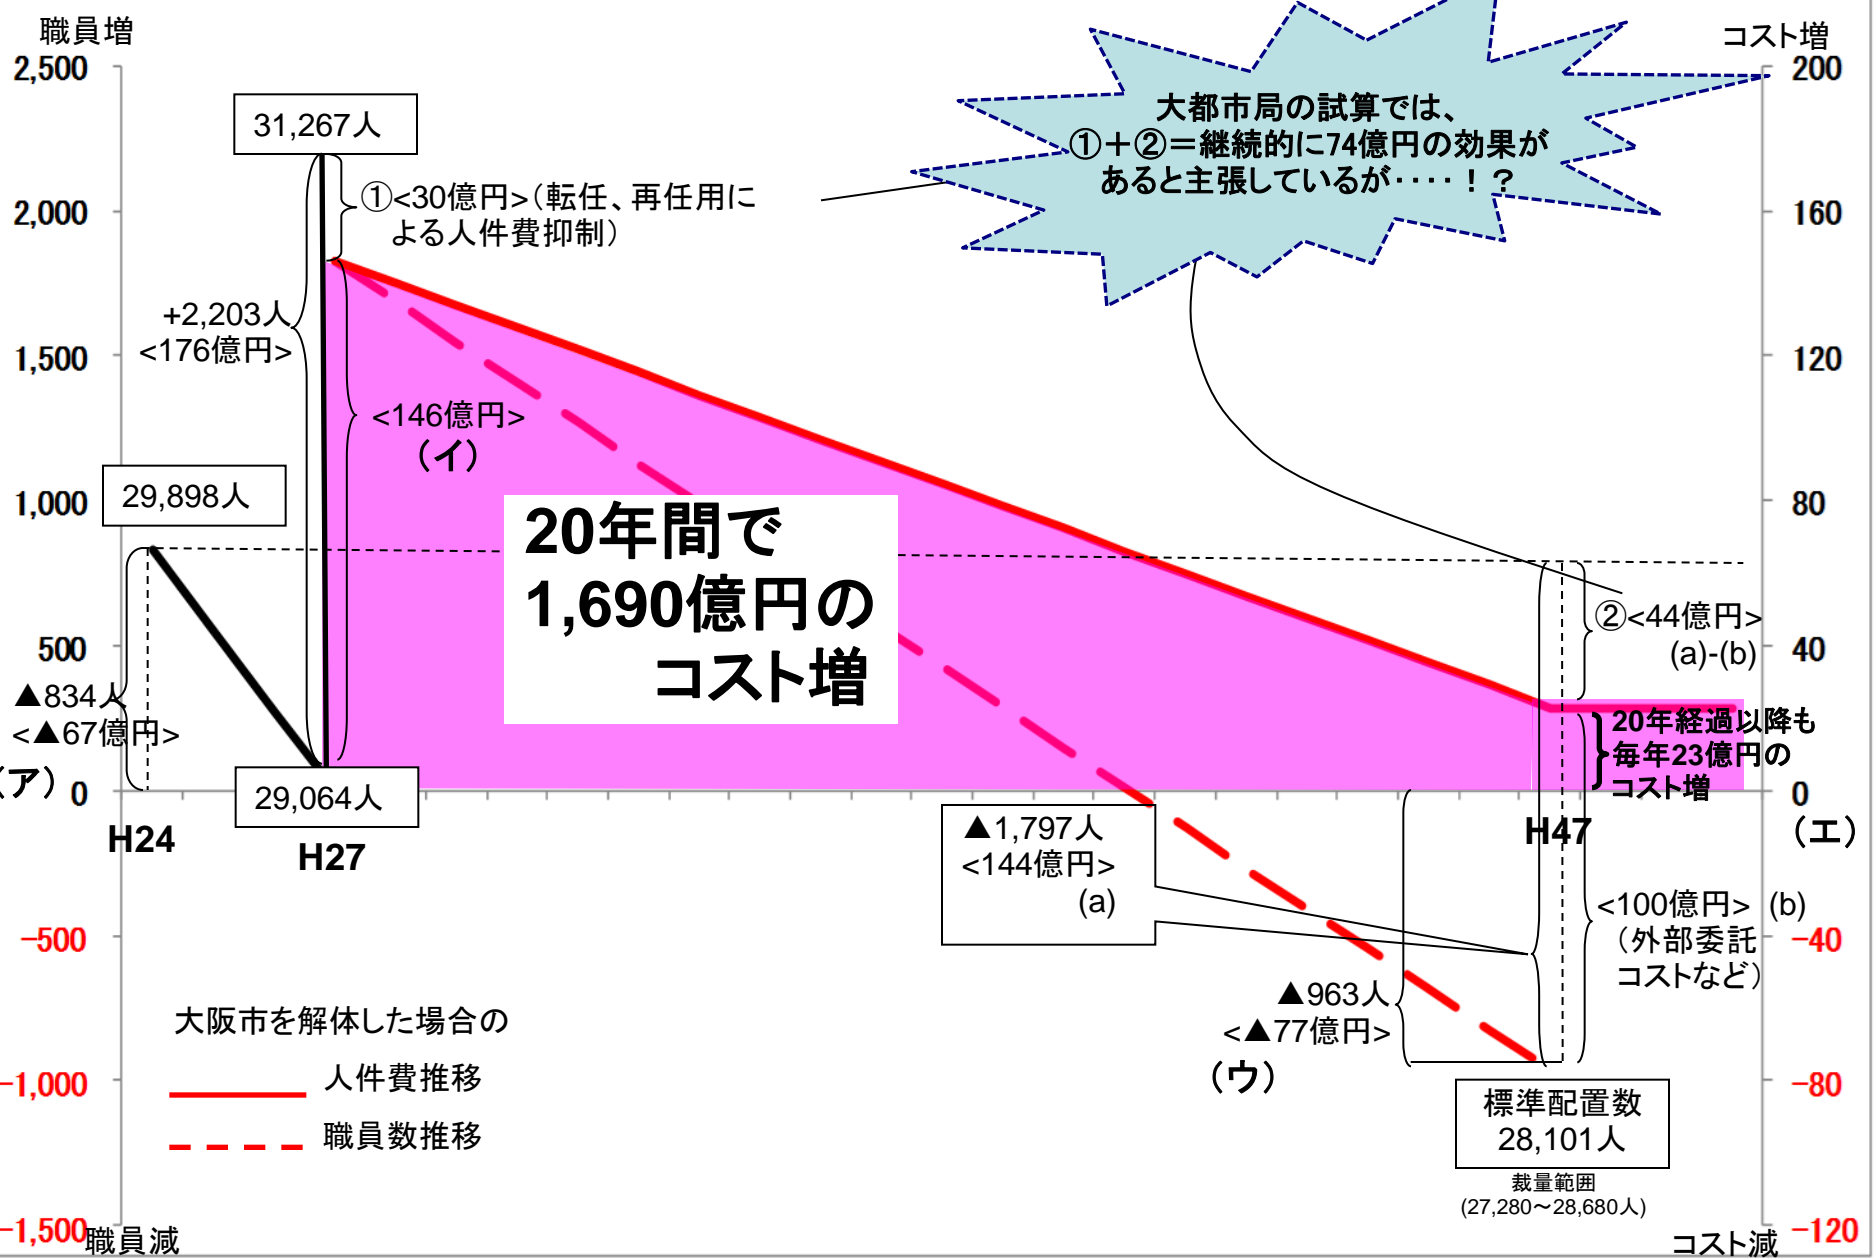 職員増
コスト増
2,500
2,000
1,500
1,000
500
0
−500
−1,000
−1,500
職員減
200
160
120
80
40
0
−40
−80
−120
コスト減
大都市局の試算では、
①＋②＝継続的に74億円の効果が
あると主張しているが‥‥！？
31,267人
①<30億円>（転任、再任用に
よる人件費抑制）
+2,203人
<176億円>
<146億円>
（イ）
29,898人
20年間で
1,690億円の
コスト増
▲834人
<▲67億円>
（ア）
29,064人
H24
H27
H47
②<44億円>
(a)-(b)
20年経過以降も
毎年23億円の
コスト増
（エ）
▲1,797人
<144億円>
(a)
<100億円> (b)
（外部委託
コストなど）
▲963人
<▲77億円>
（ウ）
大阪市を解体した場合の
人件費推移
職員数推移
標準配置数
28,101人
裁量範囲
(27,280～28,680人)